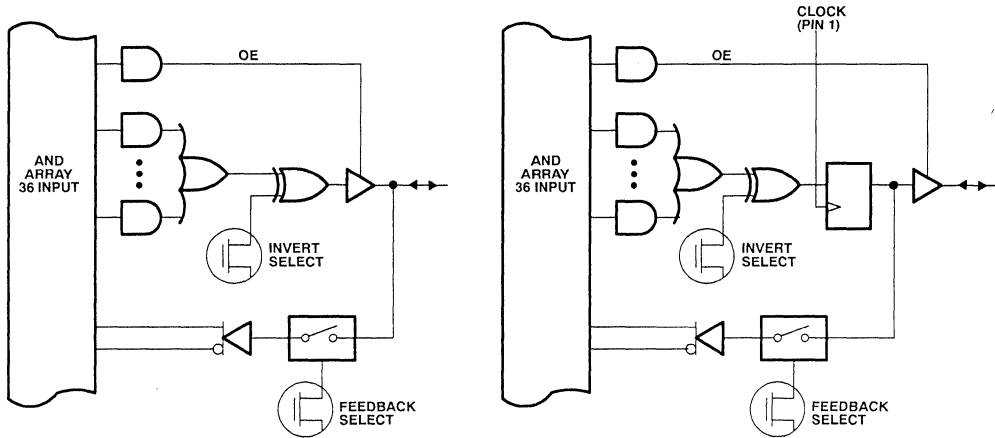 OE
AND
ARRAY
36 INPUT
INVERT
SELECT
FEEDBACK
SELECT
CLOCK
(PIN 1)
OE
AND
ARRAY
36 INPUT
INVERT
SELECT
FEEDBACK
SELECT